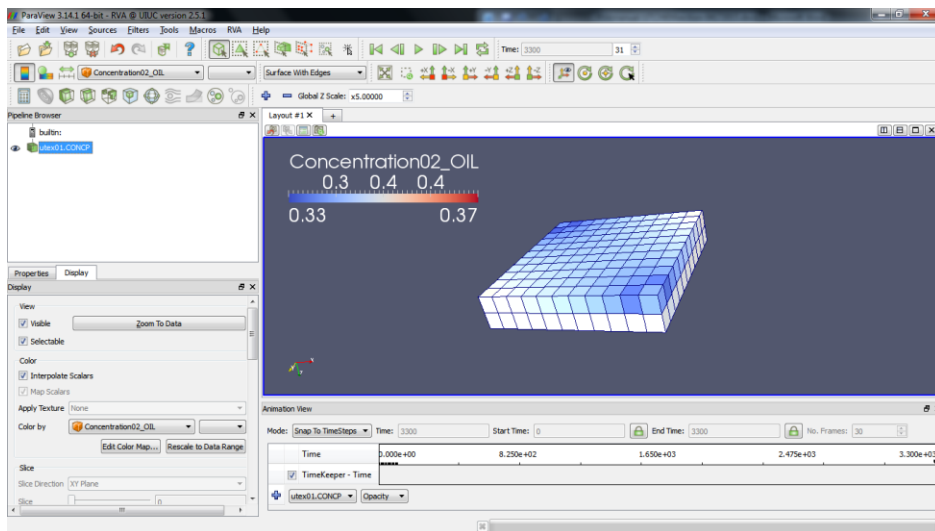 ParaView 3.14.1 64-bit - RVA @ UIUC version 2.5.1
File Edit View Sources Filters Tools Macros RVA Help
Time: 3300 31
Concentration02_OIL Surface With Edges
Global Z Scale: x5.00000
Pipeline Browser
builtin:
utex01.CONCP
Layout #1 X +
Concentration02_OIL
0.3 0.4 0.4
0.33 0.37
Properties Display
Display
View
Visible Zoom To Data
Selectable
Color
Interpolate Scalars
Map Scalars
Apply Texture None
Color by Concentration02_OIL
Edit Color Map... Rescale to Data Range
Slice
Slice Direction XY Plane
Slice 0
Animation View
Mode: Snap To TimeSteps Time: 3300 Start Time: 0 End Time: 3300 No. Frames: 30
Time 0.000e+00 8.250e+02 1.650e+03 2.475e+03 3.300e+03
TimeKeeper - Time
utex01.CONCP Opacity